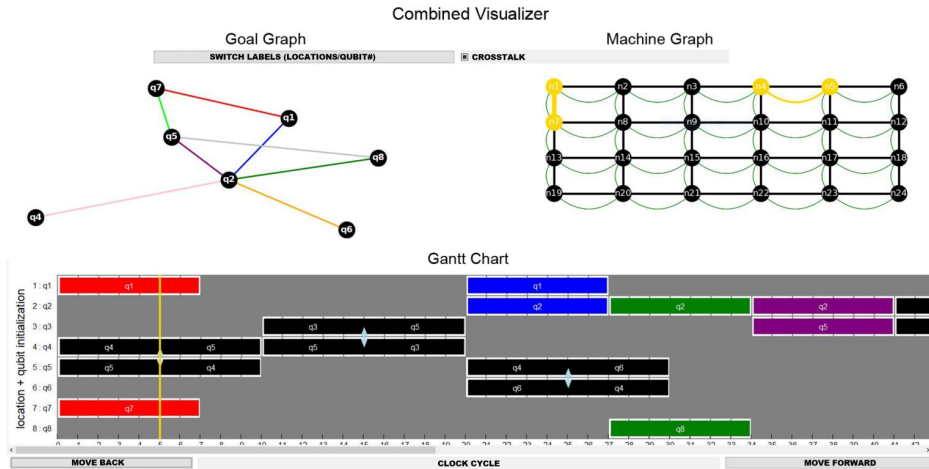 Combined Visualizer
Goal Graph
Machine Graph
SWITCH LABELS (LOCATIONS/QUBIT#)
CROSSTALK
q7
q1
q5
q8
q2
q4
q6
n1 n2 n3 n4 n5 n6
n7 n8 n9 n10 n11 n12
n13 n14 n15 n16 n17 n18
n19 n20 n21 n22 n23 n24
Gantt Chart
location + qubit initialization
1 : q1 q1 q1
2 : q2 q2 q2 q2
3 : q3 q3 q5 q5
4 : q4 q4 q5 q5 q3
5 : q5 q5 q4 q4 q6
6 : q6 q6 q4
7 : q7 q7
8 : q8 q8
0 1 2 3 4 5 6 7 8 9 10 11 12 13 14 15 16 17 18 19 20 21 22 23 24 25 26 27 28 29 30 31 32 33 34 35 36 37 38 39 40 41 42
MOVE BACK
CLOCK CYCLE
MOVE FORWARD